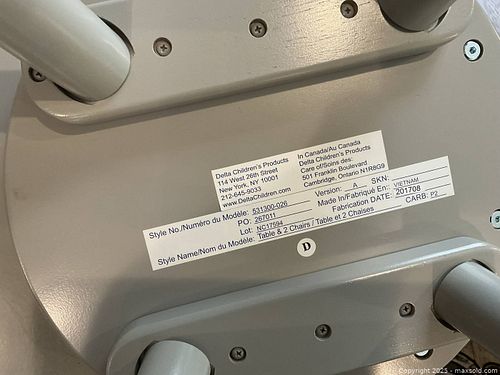 Delta Children's Products
114 West 26th Street
New York, NY 10001
212-645-9033
www.DeltaChildren.com
In Canada/Au Canada
Delta Children's Products
Care of/Soins des:
501 Franklin Boulevard
Cambridge, Ontario N1R8G9
Style No./Numéro du Modèle: 531300-026
PO: 267011
Lot: NC17594
Style Name/Nom du Modèle: Table & 2 Chairs / Table et 2 Chaises
Version: A SKN:
Made In/Fabriqué En: VIETNAM
Fabrication DATE: 201708
CARB: P2
D
Copyright 2025 - maxsold.com